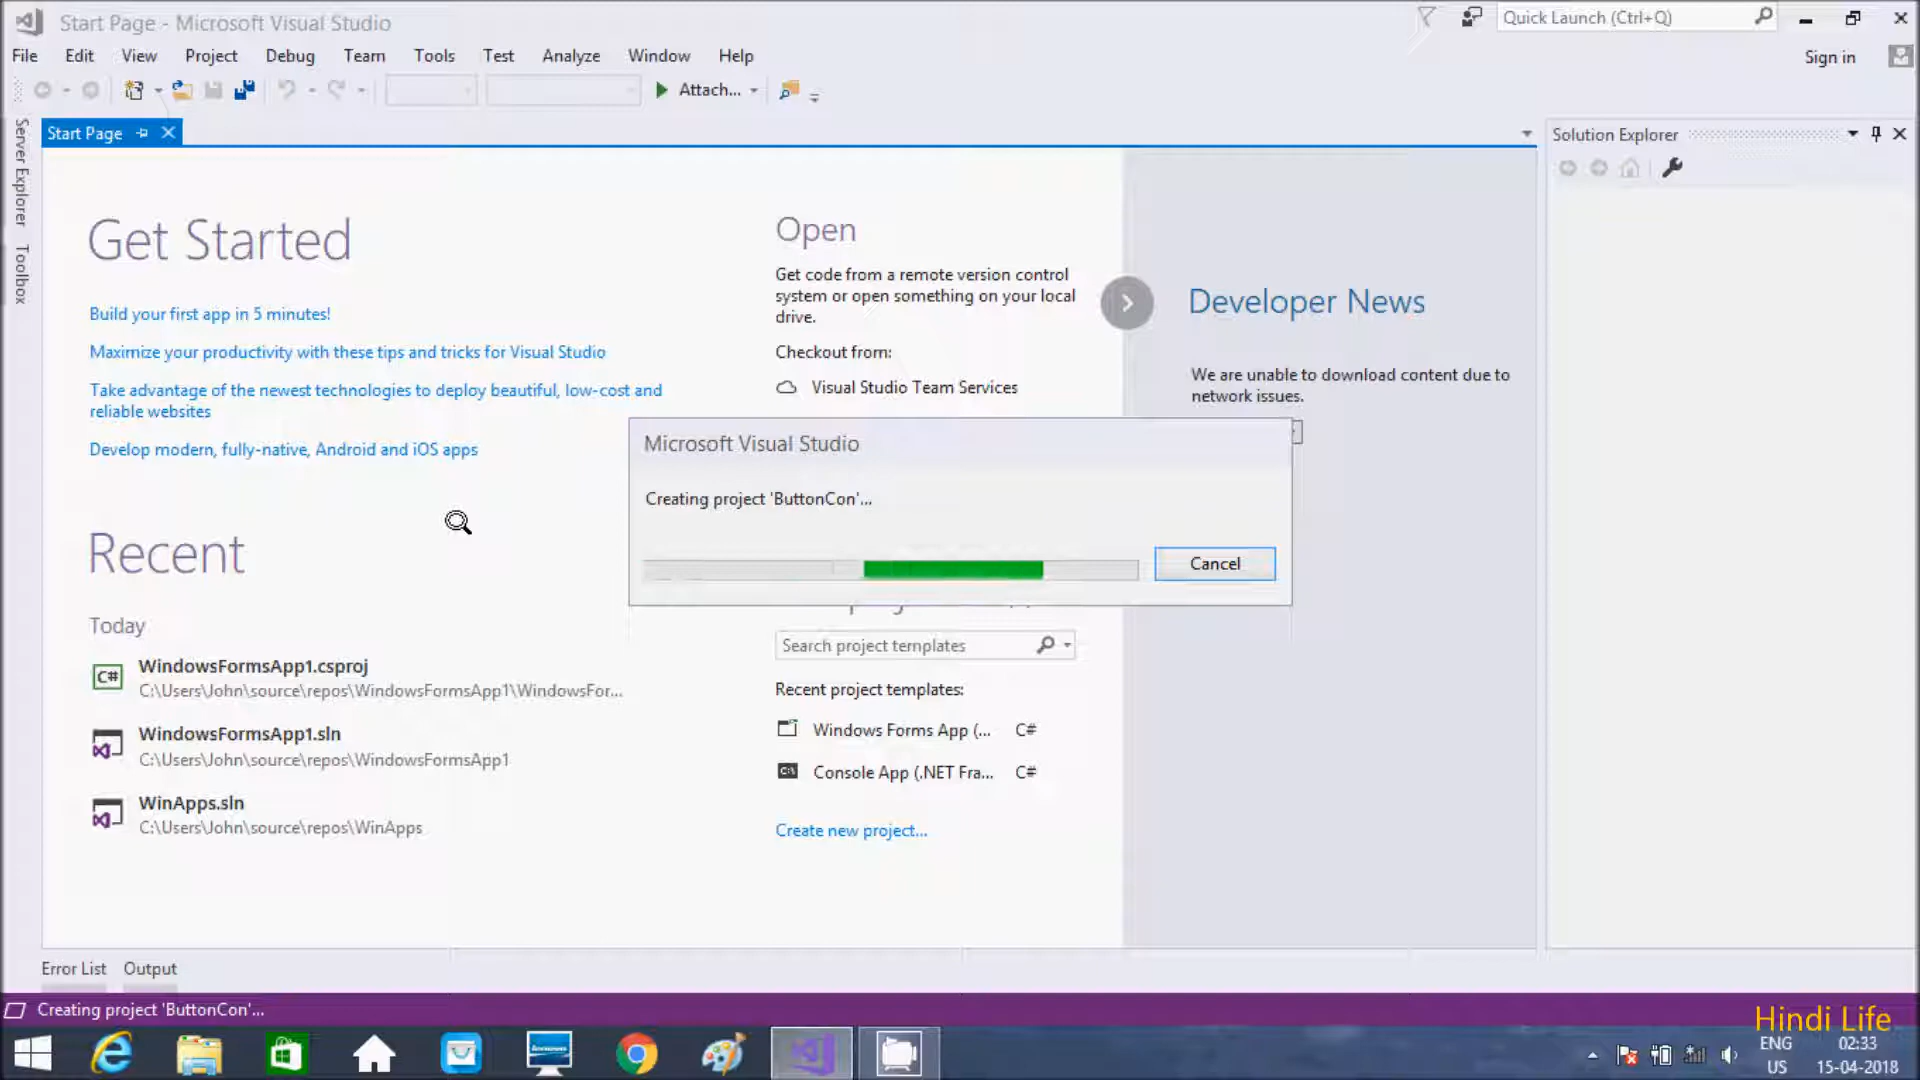 Start Page - Microsoft Visual Studio
Quick Launch (Ctrl+Q)
File Edit View Project Debug Team Tools Test Analyze Window Help
Sign in
Attach...
Server Explorer
Toolbox
Start Page
Solution Explorer
Get Started
Build your first app in 5 minutes!
Maximize your productivity with these tips and tricks for Visual Studio
Take advantage of the newest technologies to deploy beautiful, low-cost and
reliable websites
Develop modern, fully-native, Android and iOS apps
Recent
Today
C#
WindowsFormsApp1.csproj
C:\Users\John\source\repos\WindowsFormsApp1\WindowsFor...
WindowsFormsApp1.sln
C:\Users\John\source\repos\WindowsFormsApp1
WinApps.sln
C:\Users\John\source\repos\WinApps
Open
Get code from a remote version control
system or open something on your local
drive.
Checkout from:
Visual Studio Team Services
Microsoft Visual Studio
Creating project 'ButtonCon'...
Cancel
Search project templates
Recent project templates:
Windows Forms App (... C#
Console App (.NET Fra... C#
Create new project...
Developer News
We are unable to download content due to
network issues.
Error List Output
Creating project 'ButtonCon'...
Hindi Life
ENG 02:33
US 15-04-2018